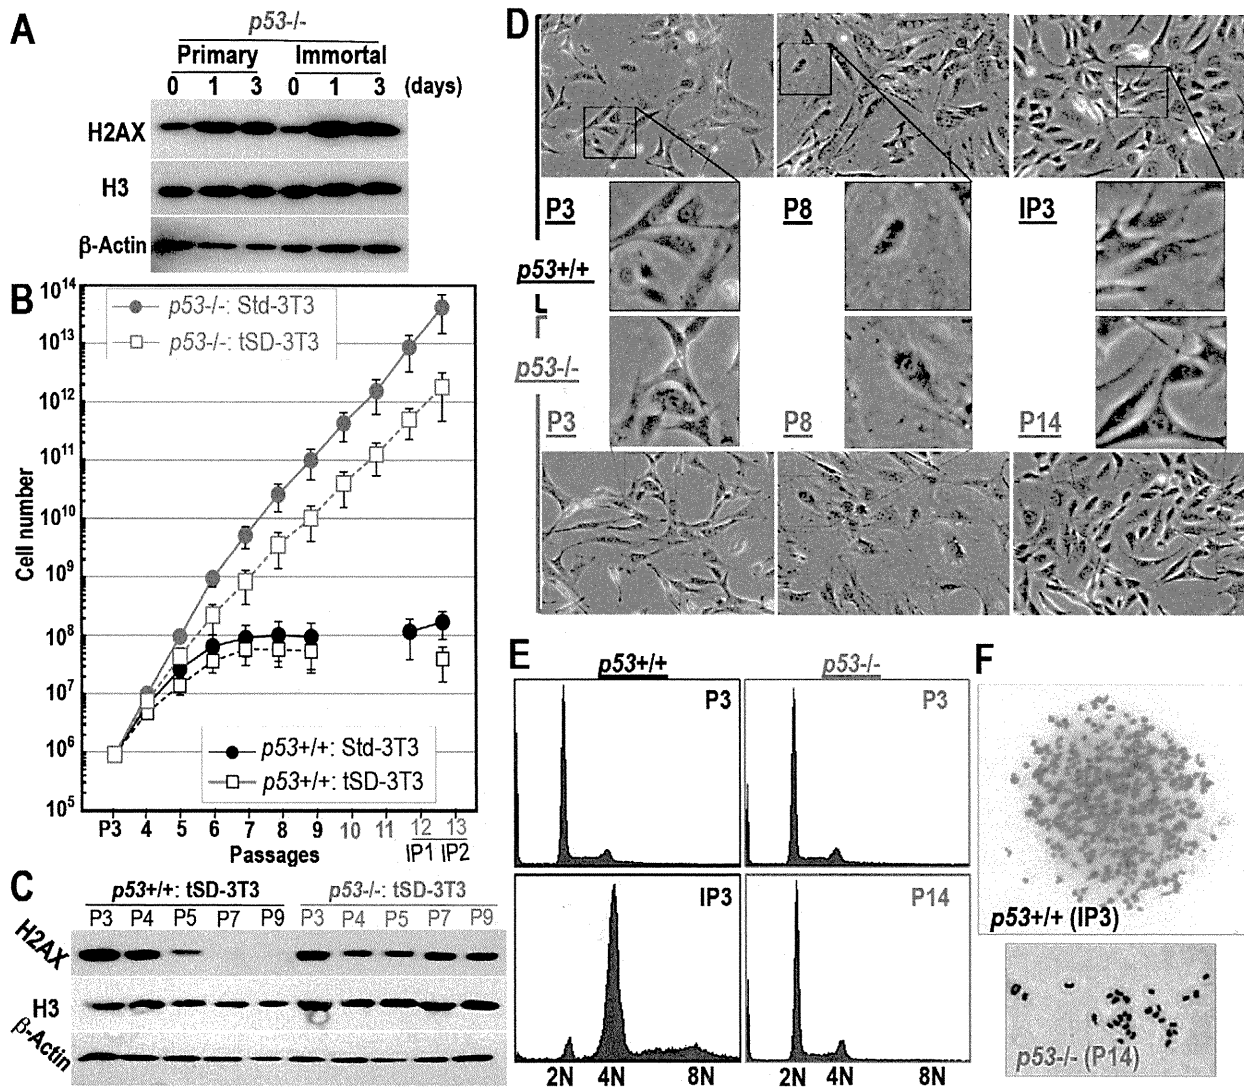 A
p53-/-
Primary Immortal
0 1 3 0 1 3 (days)
H2AX
H3
β-Actin
B
10^14
10^13
10^12
10^11
10^10
10^9
10^8
10^7
10^6
10^5
Cell number
p53-/-: Std-3T3
p53-/-: tSD-3T3
p53+/+: Std-3T3
p53+/+: tSD-3T3
P3 4 5 6 7 8 9 10 11 12 13
IP1 IP2
Passages
C
p53+/+: tSD-3T3 p53-/-: tSD-3T3
P3 P4 P5 P7 P9 P3 P4 P5 P7 P9
H2AX
H3
β-Actin
D
P3 P8 IP3
p53+/+
p53-/-
P3 P8 P14
E
p53+/+ p53-/-
P3 P3
IP3 P14
2N 4N 8N 2N 4N 8N
F
p53+/+ (IP3)
p53-/- (P14)